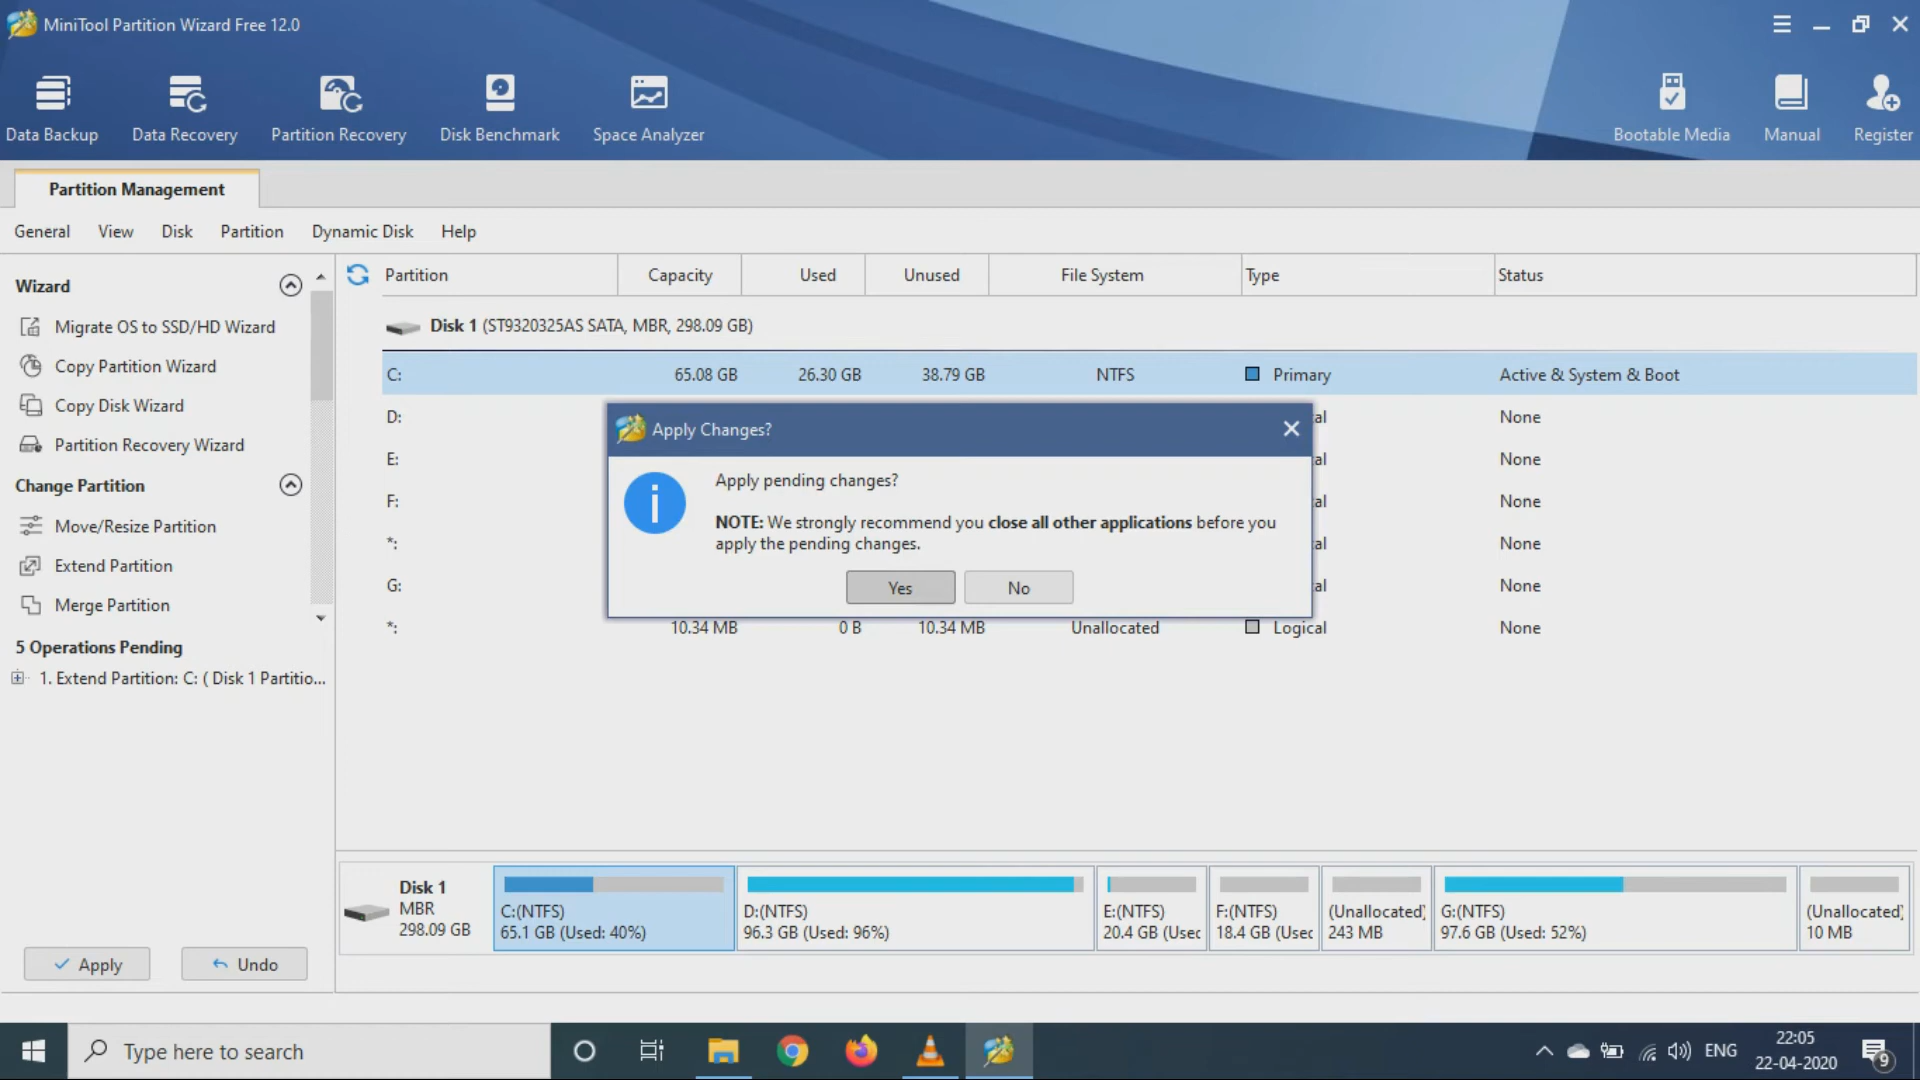 MiniTool Partition Wizard Free 12.0
Data Backup
Data Recovery
Partition Recovery
Disk Benchmark
Space Analyzer
Bootable Media
Manual
Register
Partition Management
General View Disk Partition Dynamic Disk Help
Wizard
Migrate OS to SSD/HD Wizard
Copy Partition Wizard
Copy Disk Wizard
Partition Recovery Wizard
Change Partition
Move/Resize Partition
Extend Partition
Merge Partition
5 Operations Pending
1. Extend Partition: C: ( Disk 1 Partitio...
Apply
Undo
Partition Capacity Used Unused File System Type Status
Disk 1 (ST9320325AS SATA, MBR, 298.09 GB)
C: 65.08 GB 26.30 GB 38.79 GB NTFS Primary Active & System & Boot
D: al None
E: al None
F: al None
*: al None
G: al None
*: 10.34 MB 0 B 10.34 MB Unallocated Logical None
Apply Changes?
Apply pending changes?
NOTE: We strongly recommend you close all other applications before you
apply the pending changes.
Yes
No
Disk 1
MBR
298.09 GB
C:(NTFS)
65.1 GB (Used: 40%)
D:(NTFS)
96.3 GB (Used: 96%)
E:(NTFS)
20.4 GB (Usec
F:(NTFS)
18.4 GB (Usec
(Unallocated)
243 MB
G:(NTFS)
97.6 GB (Used: 52%)
(Unallocated)
10 MB
Type here to search
ENG
22:05
22-04-2020
9